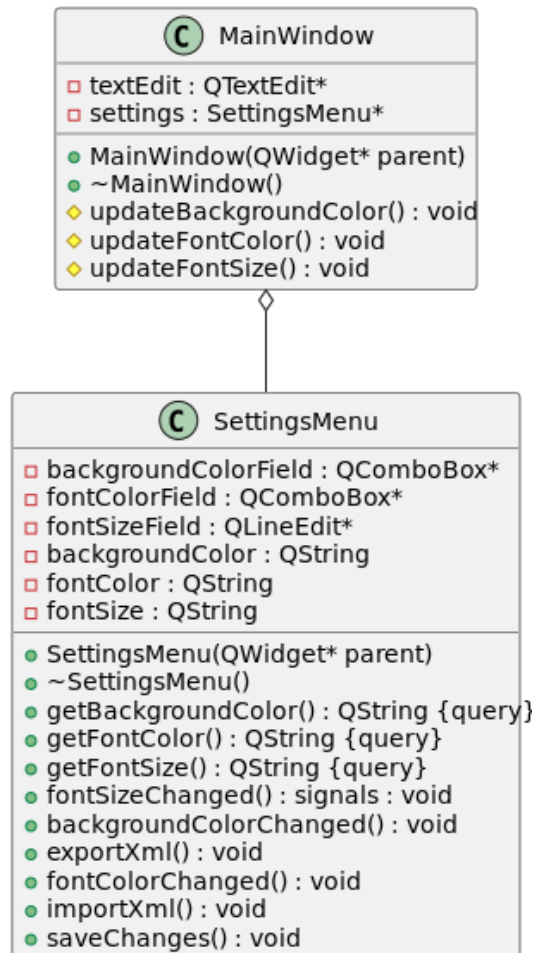 C MainWindow
textEdit : QTextEdit*
settings : SettingsMenu*
MainWindow(QWidget* parent)
~MainWindow()
updateBackgroundColor() : void
updateFontColor() : void
updateFontSize() : void
C SettingsMenu
backgroundColorField : QComboBox*
fontColorField : QComboBox*
fontSizeField : QLineEdit*
backgroundColor : QString
fontColor : QString
fontSize : QString
SettingsMenu(QWidget* parent)
~SettingsMenu()
getBackgroundColor() : QString {query}
getFontColor() : QString {query}
getFontSize() : QString {query}
fontSizeChanged() : signals : void
backgroundColorChanged() : void
exportXml() : void
fontColorChanged() : void
importXml() : void
saveChanges() : void